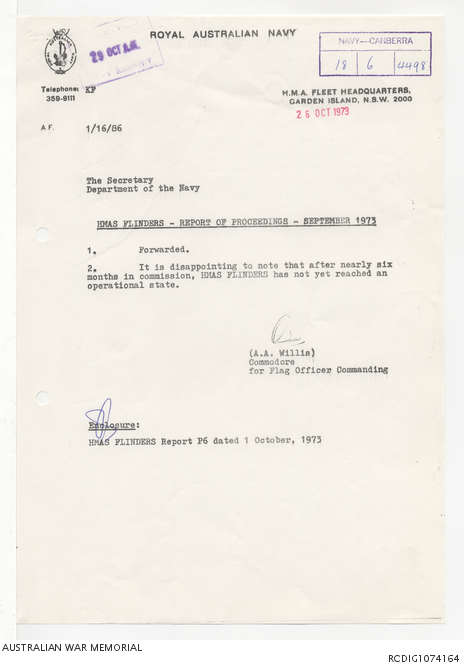 ROYAL AUSTRALIAN NAVY
29 OCT A.M.
NAVY—CANBERRA
18 6 4498
Telephone: KF
359-9111
H.M.A. FLEET HEADQUARTERS,
GARDEN ISLAND, N.S.W. 2000
26 OCT 1973
A F. 1/16/86
The Secretary
Department of the Navy
HMAS FLINDERS - REPORT OF PROCEEDINGS - SEPTEMBER 1973
1. Forwarded.
2. It is disappointing to note that after nearly six
months in commission, HMAS FLINDERS has not yet reached an
operational state.
(A.A. Willis)
Commodore
for Flag Officer Commanding
Enclosure:
HMAS FLINDERS Report P6 dated 1 October, 1973
AUSTRALIAN WAR MEMORIAL
RCDIG1074164